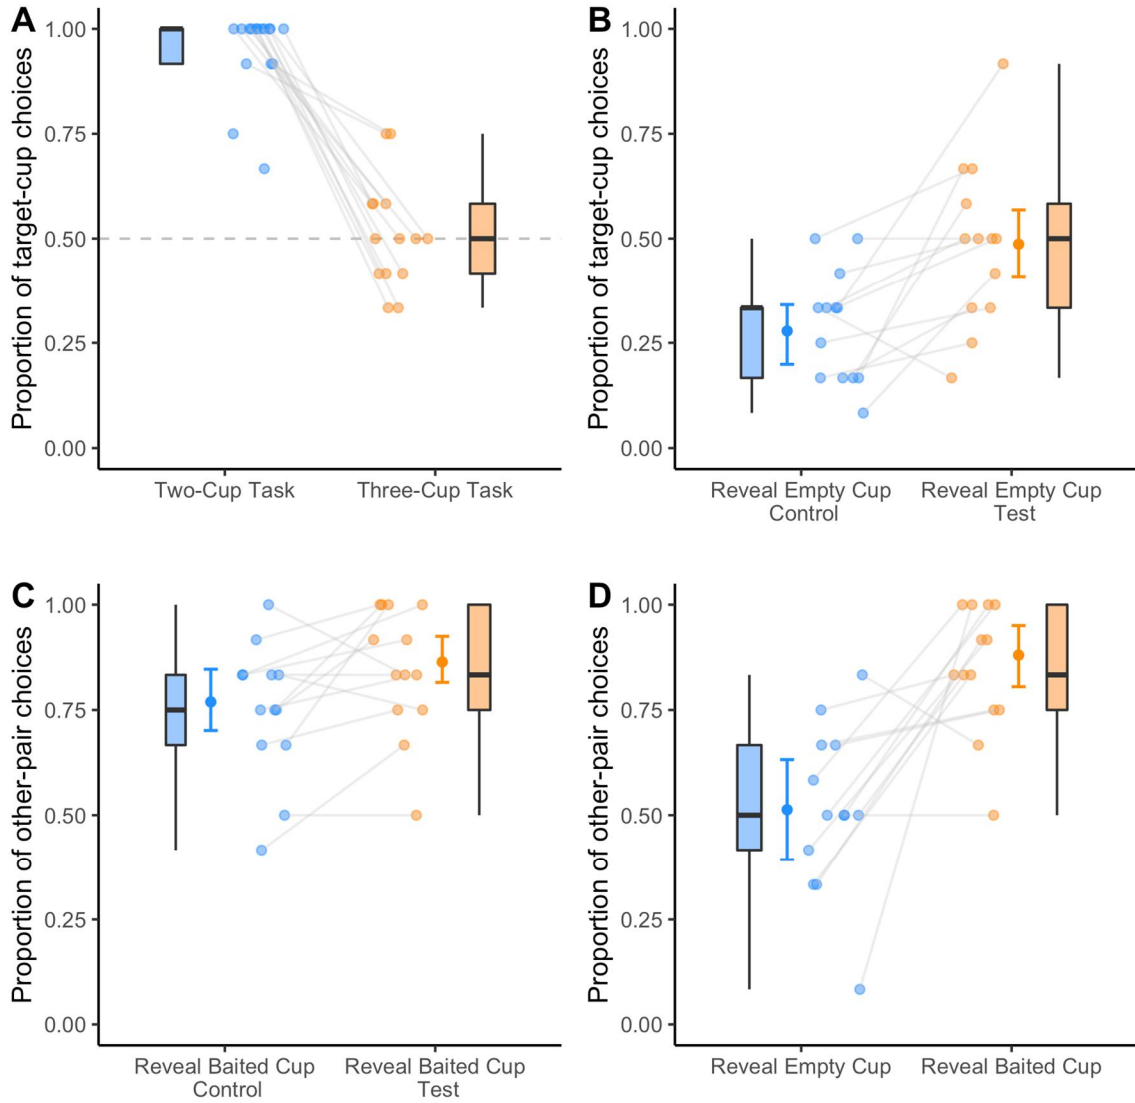 A
Proportion of target-cup choices
1.00
0.75
0.50
0.25
0.00
Two-Cup Task
Three-Cup Task
B
Proportion of target-cup choices
1.00
0.75
0.50
0.25
0.00
Reveal Empty Cup
Control
Reveal Empty Cup
Test
C
Proportion of other-pair choices
1.00
0.75
0.50
0.25
0.00
Reveal Baited Cup
Control
Reveal Baited Cup
Test
D
Proportion of other-pair choices
1.00
0.75
0.50
0.25
0.00
Reveal Empty Cup
Reveal Baited Cup